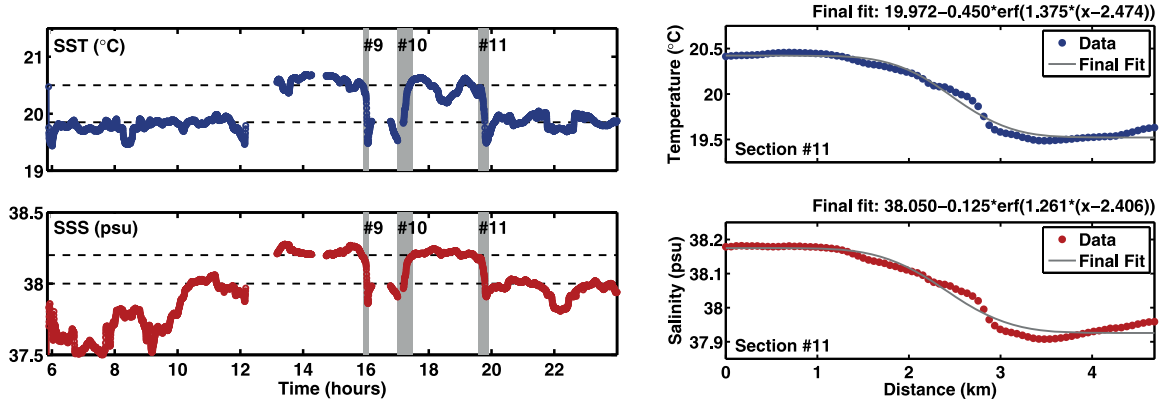 SST (°C)
#9
#10
#11
21
20.5
20
19.5
19
SSS (psu)
#9
#10
#11
38.5
38
37.5
6
8
10
12
14
16
18
20
22
Time (hours)
Final fit: 19.972−0.450*erf(1.375*(x−2.474)
Temperature (°C)
20.5
20
19.5
Data
Final Fit
Section #11
Final fit: 38.050−0.125*erf(1.261*(x−2.406)
Salinity (psu)
38.2
38.1
38
37.9
Data
Final Fit
Section #11
0
1
2
3
4
Distance (km)